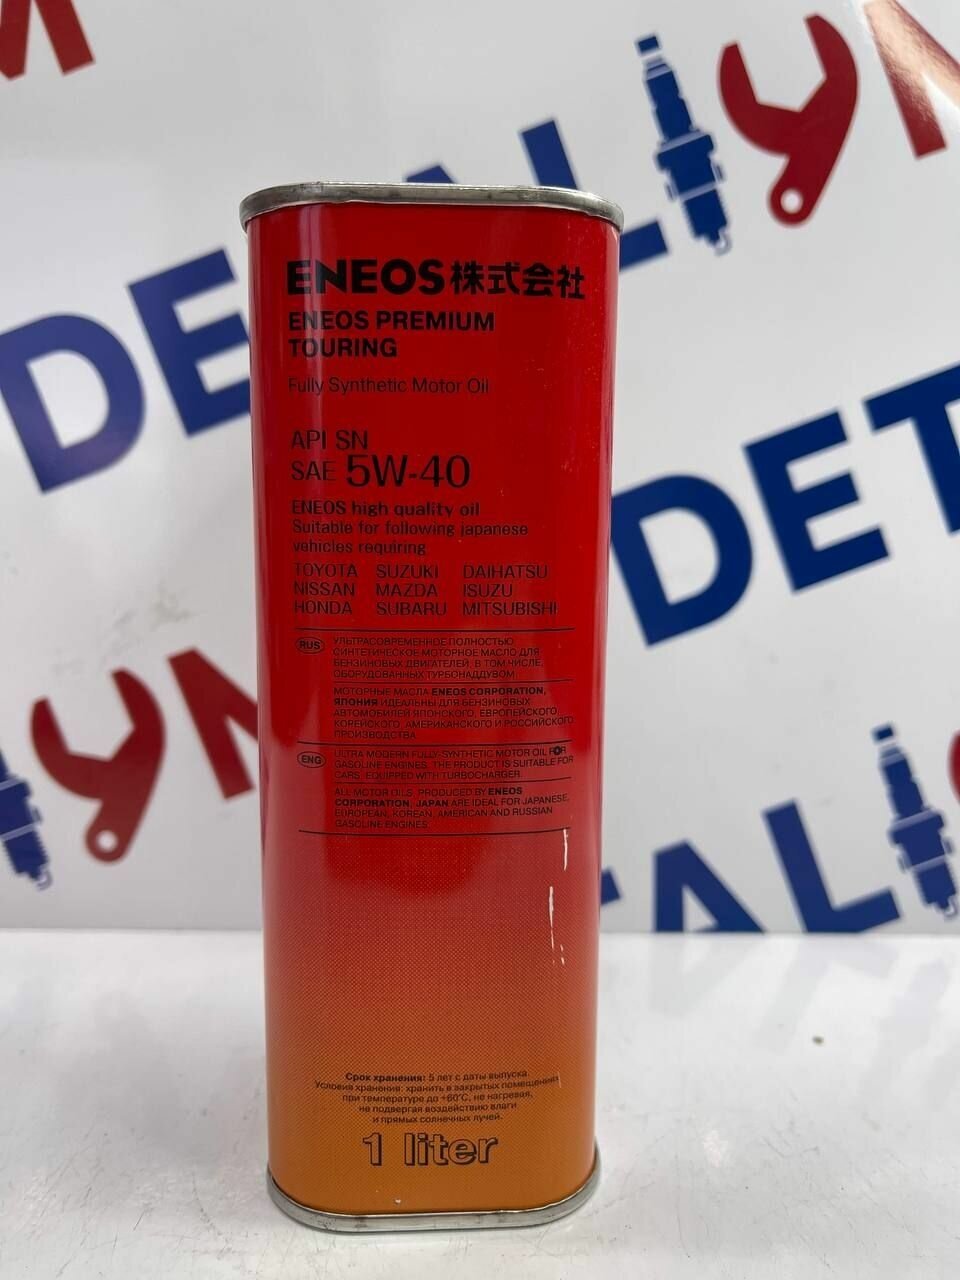 ENEOS株式会社
ENEOS PREMIUM
TOURING
Fully Synthetic Motor Oil
API SN
SAE 5W-40
ENEOS high quality oil
Suitable for following japanese
vehicles requiring
TOYOTA SUZUKI DAIHATSU
NISSAN MAZDA ISUZU
HONDA SUBARU MITSUBISHI
RUS
УЛЬТРАСОВРЕМЕННОЕ ПОЛНОСТЬЮ
СИНТЕТИЧЕСКОЕ МОТОРНОЕ МАСЛО ДЛЯ
БЕНЗИНОВЫХ ДВИГАТЕЛЕЙ, В ТОМ ЧИСЛЕ,
ОБОРУДОВАННЫХ ТУРБОНАДДУВОМ
МОТОРНЫЕ МАСЛА ENEOS CORPORATION,
ЯПОНИЯ ИДЕАЛЬНЫ ДЛЯ БЕНЗИНОВЫХ
АВТОМОБИЛЕЙ ЯПОНСКОГО, ЕВРОПЕЙСКОГО,
КОРЕЙСКОГО, АМЕРИКАНСКОГО И РОССИЙСКОГО
ПРОИЗВОДСТВА
ENG
ULTRA MODERN FULLY-SYNTHETIC MOTOR OIL FOR
GASOLINE ENGINES. THE PRODUCT IS SUITABLE FOR
CARS, EQUIPPED WITH TURBOCHARGER.
ALL MOTOR OILS, PRODUCED BY ENEOS
CORPORATION, JAPAN ARE IDEAL FOR JAPANESE,
EUROPEAN, KOREAN, AMERICAN AND RUSSIAN
GASOLINE ENGINES
Срок хранения: 5 лет с даты выпуска.
Условия хранения: хранить в закрытых помещениях
при температуре до +60°C, не нагревая,
не подвергая воздействию влаги
и прямых солнечных лучей.
1 liter
DETALI
DET
TALI